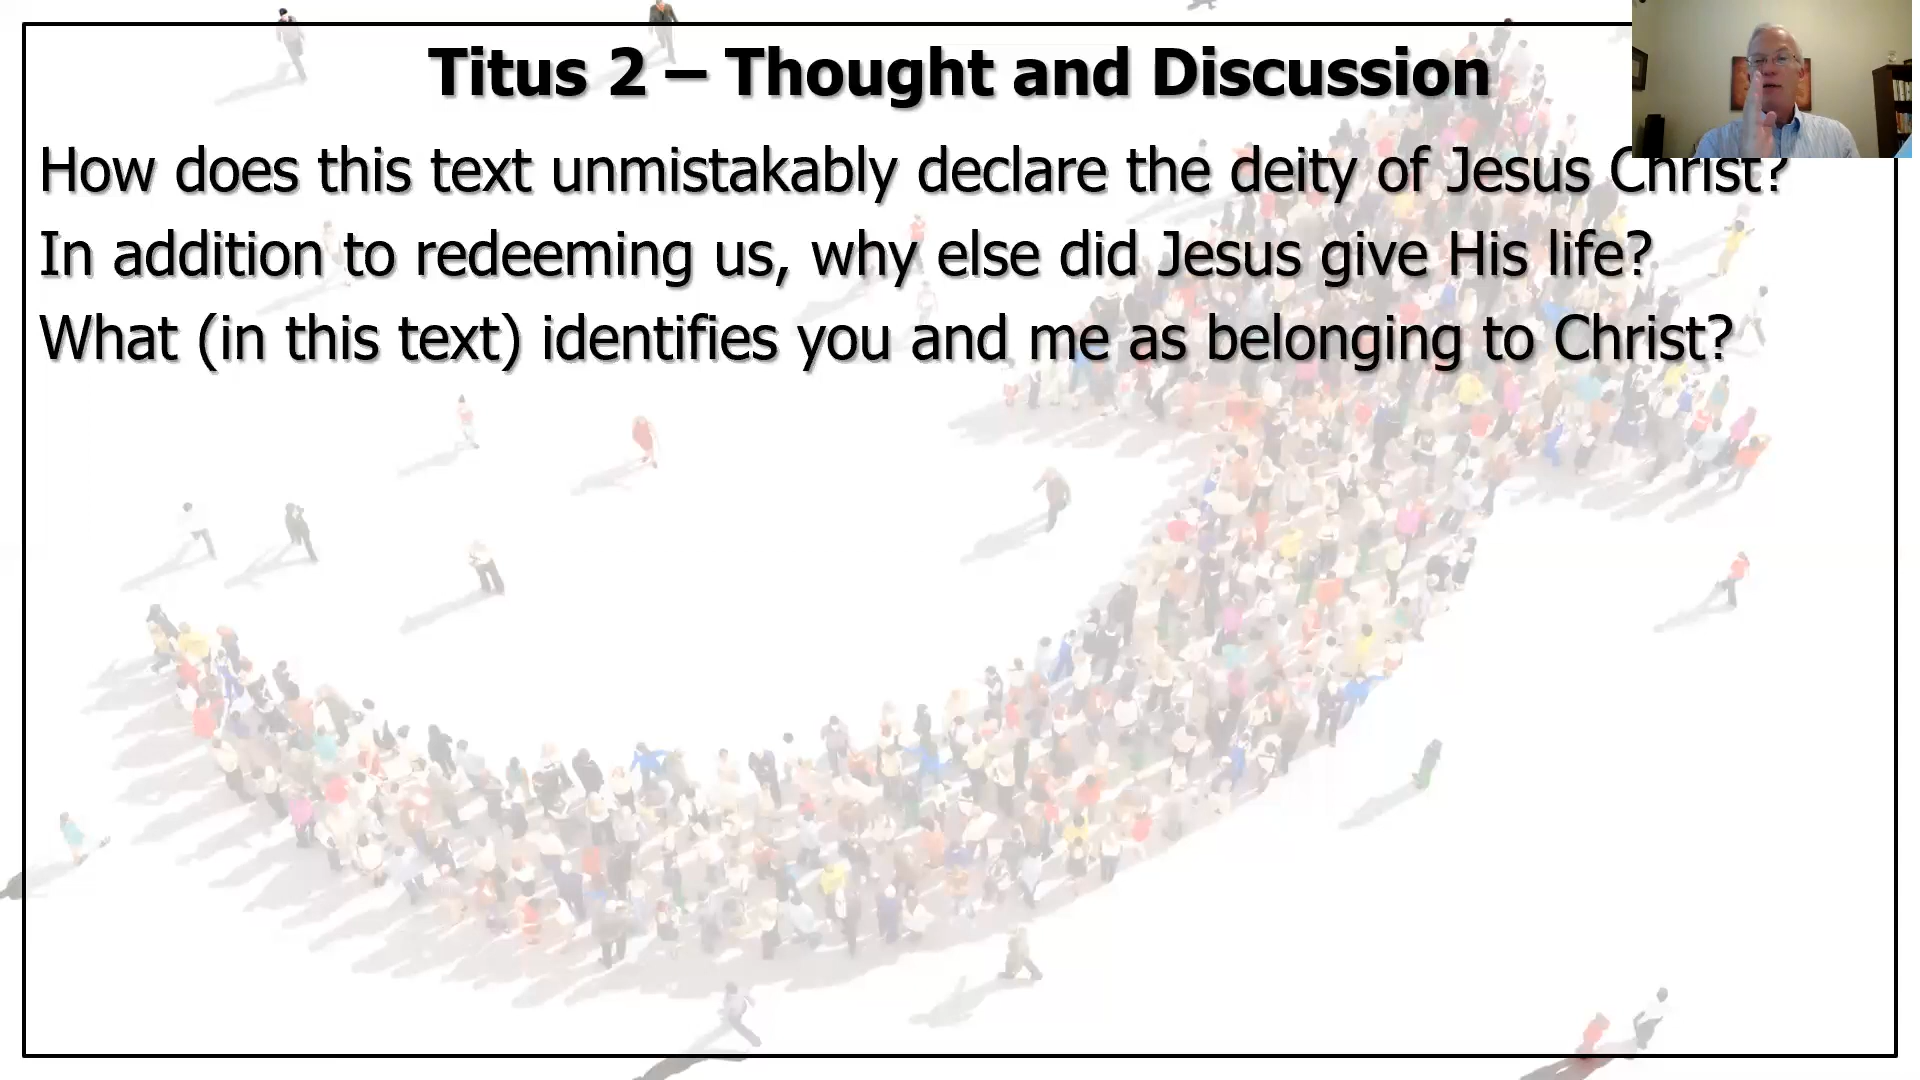 Titus 2 – Thought and Discussion
How does this text unmistakably declare the deity of Jesus Christ?
In addition to redeeming us, why else did Jesus give His life?
What (in this text) identifies you and me as belonging to Christ?